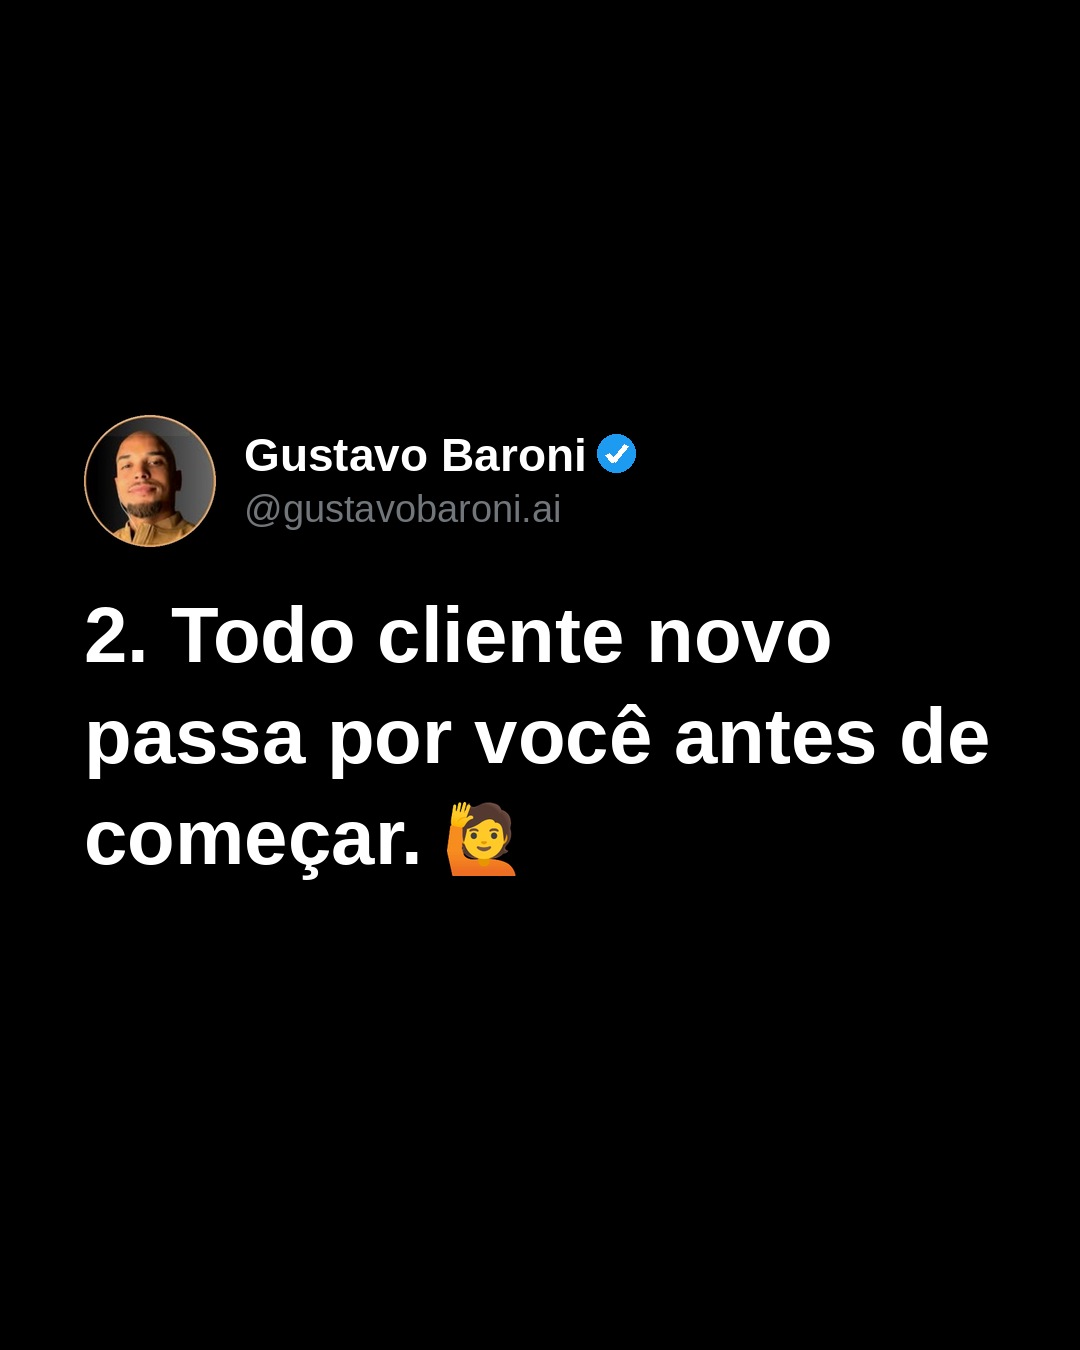 Gustavo Baroni
@gustavobaroni.ai
2. Todo cliente novo
passa por você antes de
começar. 🙋